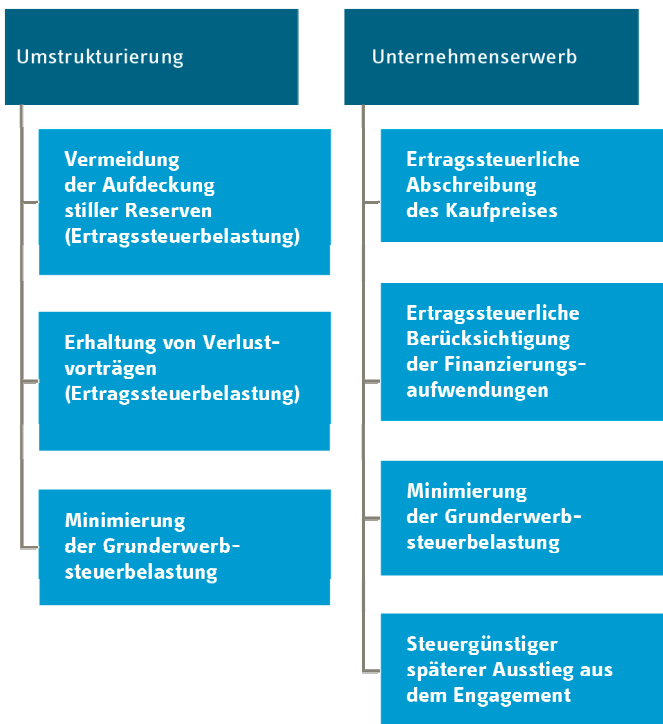 Umstrukturierung
Vermeidung
der Aufdeckung
stiller Reserven
(Ertragssteuerbelastung)
Erhaltung von Verlust-
vorträgen
(Ertragssteuerbelastung)
Minimierung
der Grunderwerb-
steuerbelastung
Unternehmenserwerb
Ertragssteuerliche
Abschreibung
des Kaufpreises
Ertragssteuerliche
Berücksichtigung
der Finanzierungs-
aufwendungen
Minimierung
der Grunderwerb-
steuerbelastung
Steuergünstiger
späterer Ausstieg aus
dem Engagement